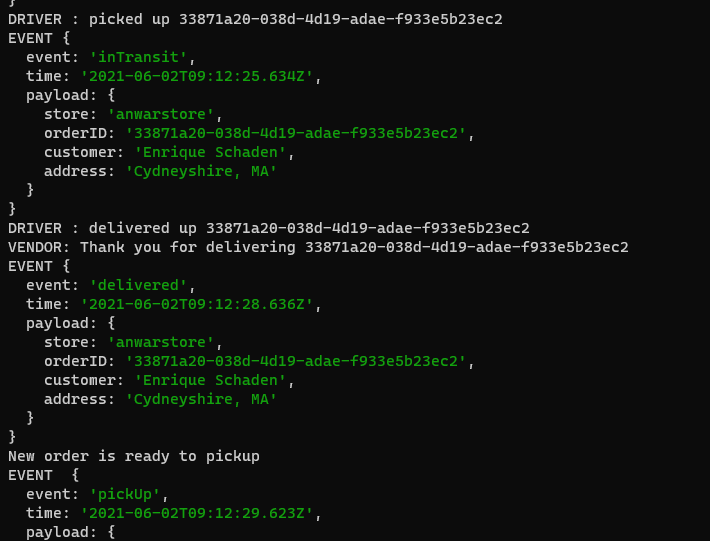 }
DRIVER : picked up 33871a20-038d-4d19-adae-f933e5b23ec2
EVENT {
  event: 'inTransit',
  time: '2021-06-02T09:12:25.634Z',
  payload: {
    store: 'anwarstore',
    orderID: '33871a20-038d-4d19-adae-f933e5b23ec2',
    customer: 'Enrique Schaden',
    address: 'Cydneyshire, MA'
  }
}
DRIVER : delivered up 33871a20-038d-4d19-adae-f933e5b23ec2
VENDOR: Thank you for delivering 33871a20-038d-4d19-adae-f933e5b23ec2
EVENT {
  event: 'delivered',
  time: '2021-06-02T09:12:28.636Z',
  payload: {
    store: 'anwarstore',
    orderID: '33871a20-038d-4d19-adae-f933e5b23ec2',
    customer: 'Enrique Schaden',
    address: 'Cydneyshire, MA'
  }
}
New order is ready to pickup
EVENT  {
  event: 'pickUp',
  time: '2021-06-02T09:12:29.623Z',
  payload: {